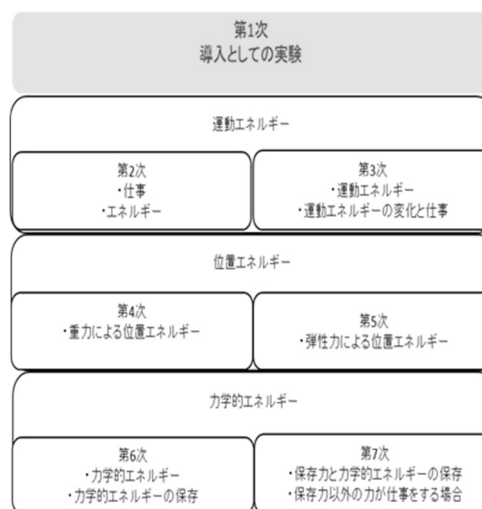 第1次
導入としての実験
運動エネルギー
第2次
・仕事
・エネルギー
第3次
・運動エネルギー
・運動エネルギーの変化と仕事
位置エネルギー
第4次
・重力による位置エネルギー
第5次
・弾性力による位置エネルギー
力学的エネルギー
第6次
・力学的エネルギー
・力学的エネルギーの保存
第7次
・保存力と力学的エネルギーの保存
・保存力以外の力が仕事をする場合